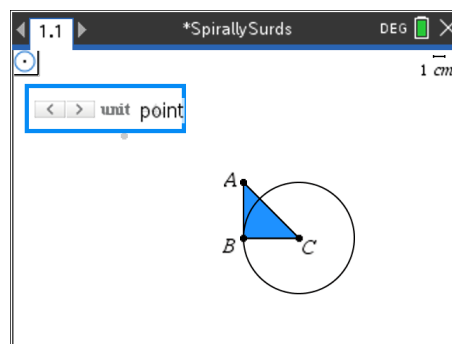 1.1 *SpirallySurds DEG
1 cm
< > unit point
A
B C